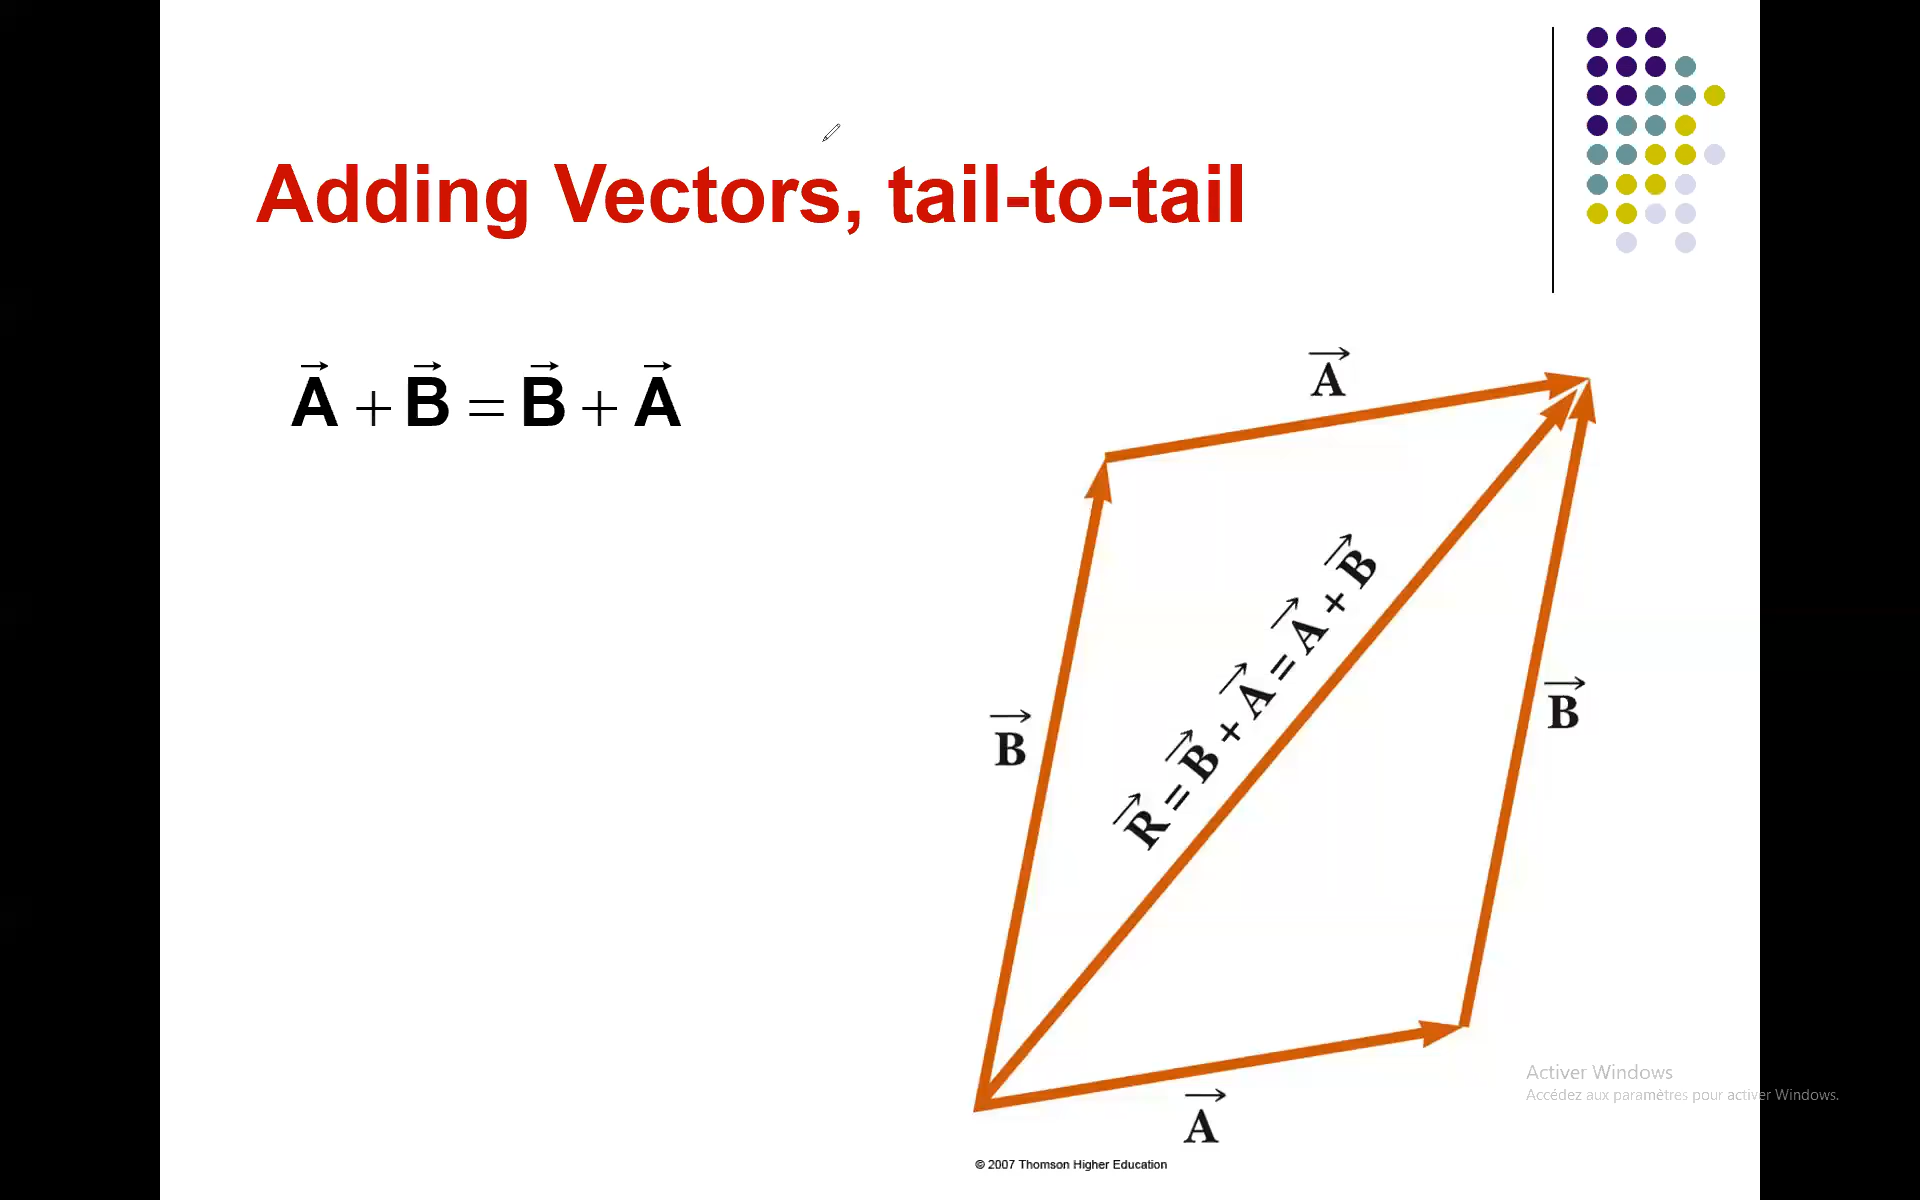 Adding Vectors, tail-to-tail
A⃗ + B⃗ = B⃗ + A⃗
A⃗
R⃗ = B⃗ + A⃗ = A⃗ + B⃗
B⃗
B⃗
A⃗
Activer Windows
Accédez aux paramètres pour activer Windows.
© 2007 Thomson Higher Education